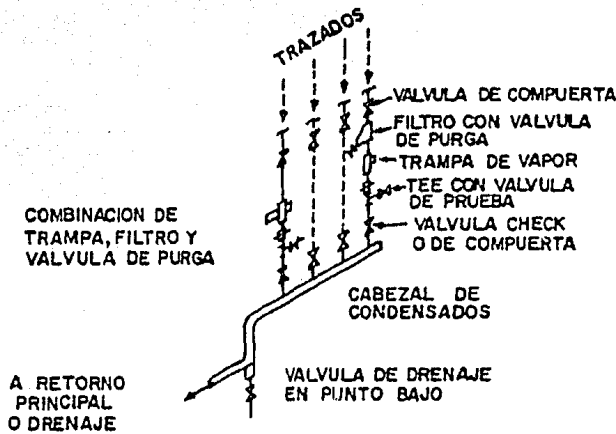 TRAZADOS
VALVULA DE COMPUERTA
FILTRO CON VALVULA
DE PURGA
TRAMPA DE VAPOR
TEE CON VALVULA
DE PRUEBA
VALVULA CHECK
O DE COMPUERTA
COMBINACION DE
TRAMPA, FILTRO Y
VALVULA DE PURGA
CABEZAL DE
CONDENSADOS
A RETORNO
PRINCIPAL
O DRENAJE
VALVULA DE DRENAJE
EN PUNTO BAJO